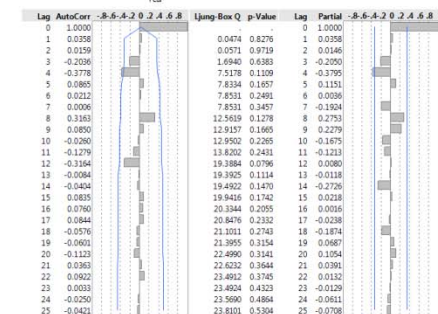 Lag AutoCorr -.8-.6-.4-.2 0 .2 .4 .6 .8 Ljung-Box Q p-Value Lag Partial -.8-.6-.4-.2 0 .2 .4 .6 .8
0 1.0000 . . 0 1.0000
1 0.0358 0.0474 0.8276 1 0.0358
2 0.0159 0.0571 0.9719 2 0.0146
3 -0.2036 1.6940 0.6383 3 -0.2050
4 -0.3778 7.5178 0.1109 4 -0.3795
5 0.0865 7.8334 0.1657 5 0.1151
6 0.0212 7.8531 0.2491 6 0.0036
7 0.0006 7.8531 0.3457 7 -0.1924
8 0.3163 12.5619 0.1278 8 0.2753
9 0.0850 12.9157 0.1665 9 0.2279
10 -0.0260 12.9502 0.2265 10 -0.1675
11 -0.1279 13.8202 0.2431 11 -0.1213
12 -0.3164 19.3884 0.0796 12 0.0080
13 -0.0084 19.3925 0.1114 13 -0.0118
14 -0.0404 19.4922 0.1470 14 -0.2726
15 0.0835 19.9416 0.1742 15 0.0218
16 0.0760 20.3344 0.2055 16 0.0016
17 0.0844 20.8476 0.2332 17 -0.0238
18 -0.0576 21.1011 0.2743 18 -0.1874
19 -0.0601 21.3955 0.3154 19 0.0687
20 -0.1123 22.4990 0.3141 20 0.1054
21 0.0363 22.6232 0.3644 21 0.0391
22 0.0922 23.4912 0.3745 22 0.0132
23 0.0033 23.4924 0.4323 23 -0.0129
24 -0.0250 23.5690 0.4864 24 -0.0611
25 -0.0421 23.8101 0.5304 25 -0.0708